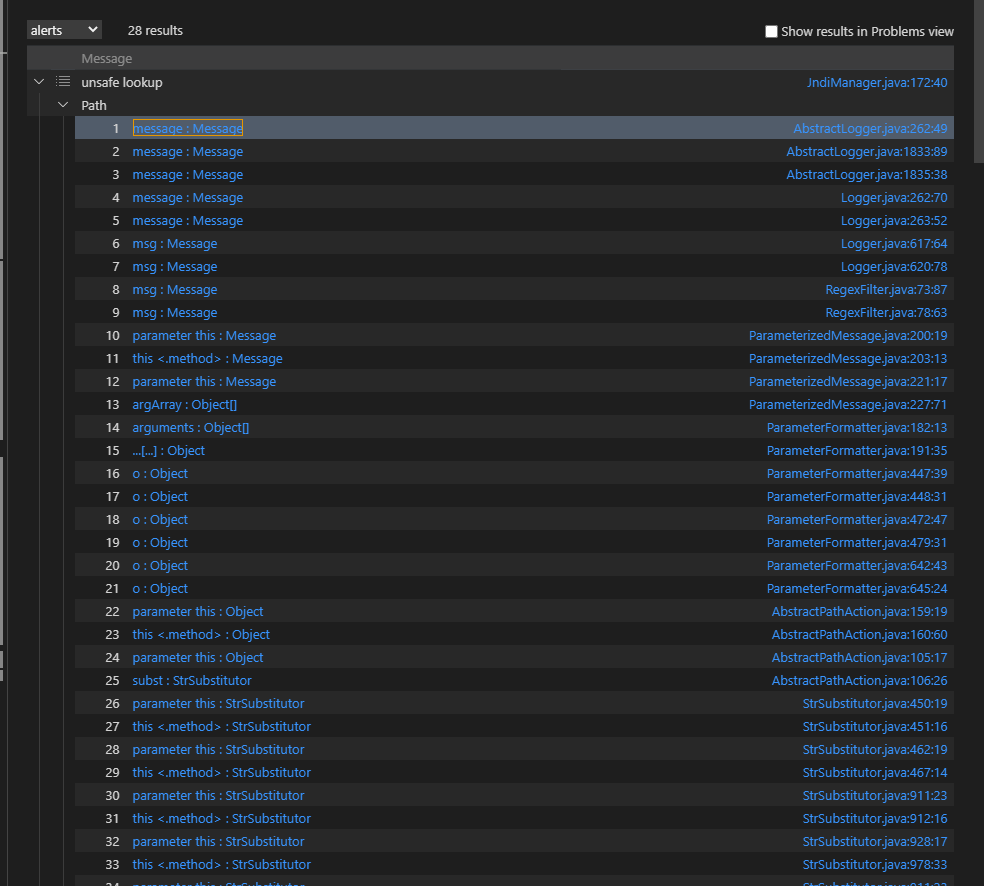 alerts 28 results Show results in Problems view
Message
unsafe lookup JndiManager.java:172:40
Path
1 message : Message AbstractLogger.java:262:49
2 message : Message AbstractLogger.java:1833:89
3 message : Message AbstractLogger.java:1835:38
4 message : Message Logger.java:262:70
5 message : Message Logger.java:263:52
6 msg : Message Logger.java:617:64
7 msg : Message Logger.java:620:78
8 msg : Message RegexFilter.java:73:87
9 msg : Message RegexFilter.java:78:63
10 parameter this : Message ParameterizedMessage.java:200:19
11 this <.method> : Message ParameterizedMessage.java:203:13
12 parameter this : Message ParameterizedMessage.java:221:17
13 argArray : Object[] ParameterizedMessage.java:227:71
14 arguments : Object[] ParameterFormatter.java:182:13
15 ...[...] : Object ParameterFormatter.java:191:35
16 o : Object ParameterFormatter.java:447:39
17 o : Object ParameterFormatter.java:448:31
18 o : Object ParameterFormatter.java:472:47
19 o : Object ParameterFormatter.java:479:31
20 o : Object ParameterFormatter.java:642:43
21 o : Object ParameterFormatter.java:645:24
22 parameter this : Object AbstractPathAction.java:159:19
23 this <.method> : Object AbstractPathAction.java:160:60
24 parameter this : Object AbstractPathAction.java:105:17
25 subst : StrSubstitutor AbstractPathAction.java:106:26
26 parameter this : StrSubstitutor StrSubstitutor.java:450:19
27 this <.method> : StrSubstitutor StrSubstitutor.java:451:16
28 parameter this : StrSubstitutor StrSubstitutor.java:462:19
29 this <.method> : StrSubstitutor StrSubstitutor.java:467:14
30 parameter this : StrSubstitutor StrSubstitutor.java:911:23
31 this <.method> : StrSubstitutor StrSubstitutor.java:912:16
32 parameter this : StrSubstitutor StrSubstitutor.java:928:17
33 this <.method> : StrSubstitutor StrSubstitutor.java:978:33